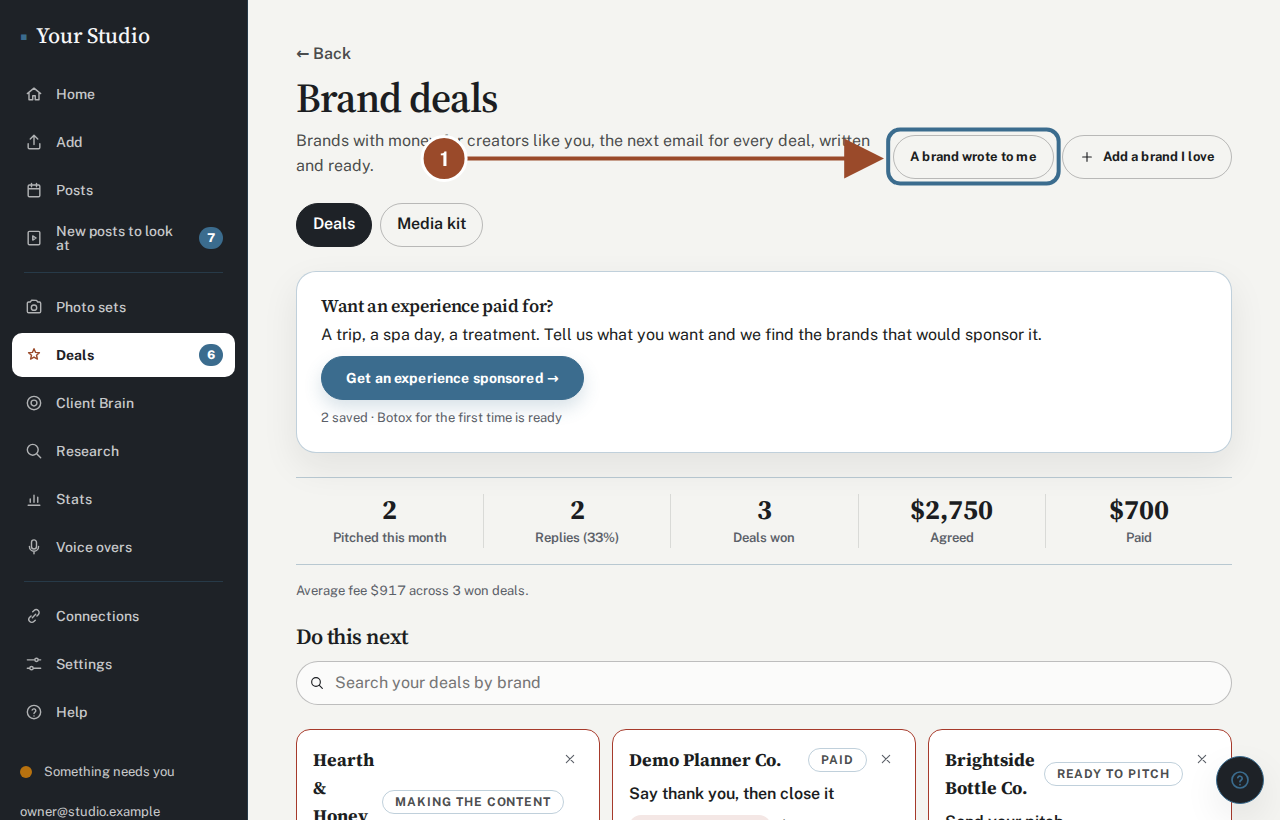 Your Studio
Home
Add
Posts
New posts to look
at
7
Photo sets
Deals
6
Client Brain
Research
Stats
Voice overs
Connections
Settings
Help
Something needs you
owner@studio.example
← Back
Brand deals
Brands with money for creators like you, the next email for every deal, written
and ready.
1
A brand wrote to me
+ Add a brand I love
Deals
Media kit
Want an experience paid for?
A trip, a spa day, a treatment. Tell us what you want and we find the brands that would sponsor it.
Get an experience sponsored →
2 saved · Botox for the first time is ready
2
Pitched this month
2
Replies (33%)
3
Deals won
$2,750
Agreed
$700
Paid
Average fee $917 across 3 won deals.
Do this next
Search your deals by brand
Hearth
&
Honey
MAKING THE CONTENT
Demo Planner Co.
PAID
Say thank you, then close it
Brightside
Bottle Co.
READY TO PITCH
Send your pitch